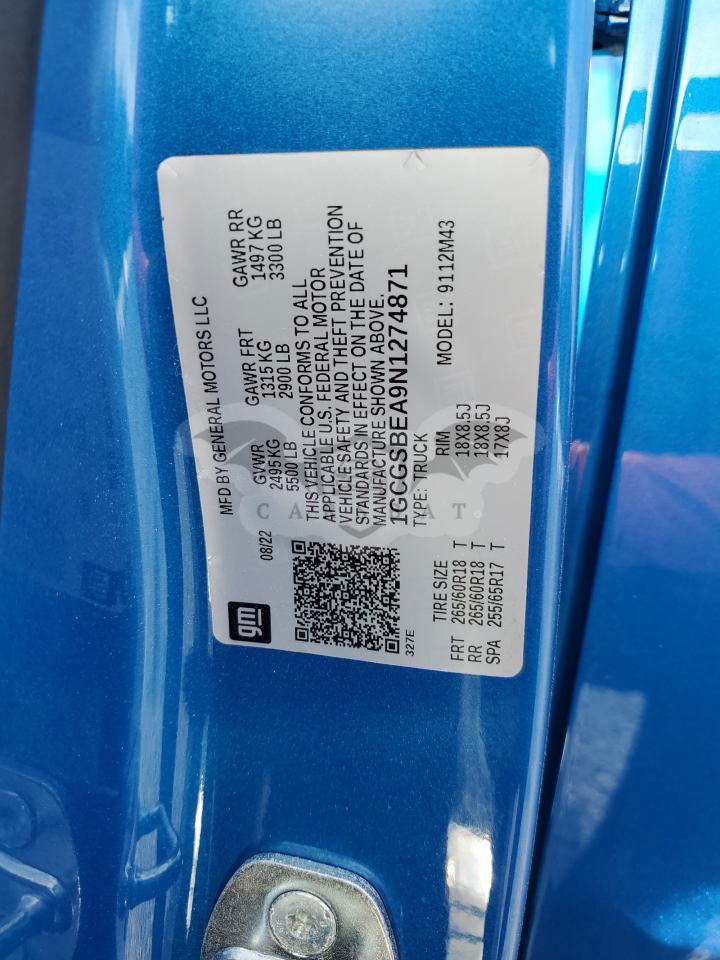 gm
MFD BY GENERAL MOTORS LLC
08/22
GVWR GAWR FRT GAWR RR
2495KG 1315 KG 1497 KG
5500 LB 2900 LB 3300 LB
THIS VEHICLE CONFORMS TO ALL
APPLICABLE U.S. FEDERAL MOTOR
VEHICLE SAFETY AND THEFT PREVENTION
STANDARDS IN EFFECT ON THE DATE OF
MANUFACTURE SHOWN ABOVE.
1GCGSBEA9N1274871
327E
TYPE: TRUCK MODEL: 9112M43
TIRE SIZE RIM
FRT 265/60R18 T 18X8.5J
RR 265/60R18 T 18X8.5J
SPA 255/65R17 T 17X8J